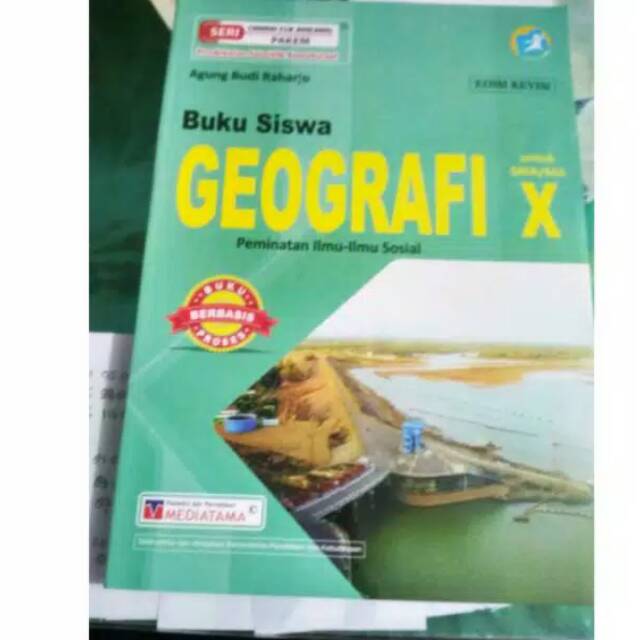 SERI
PAKEM
Agung Budi Raharjo
EDISI REVISI
Buku Siswa
GEOGRAFI
untuk
SMA/MA
X
Peminatan Ilmu-Ilmu Sosial
BUKU
BERBASIS
PROSES
MEDIATAMA ©